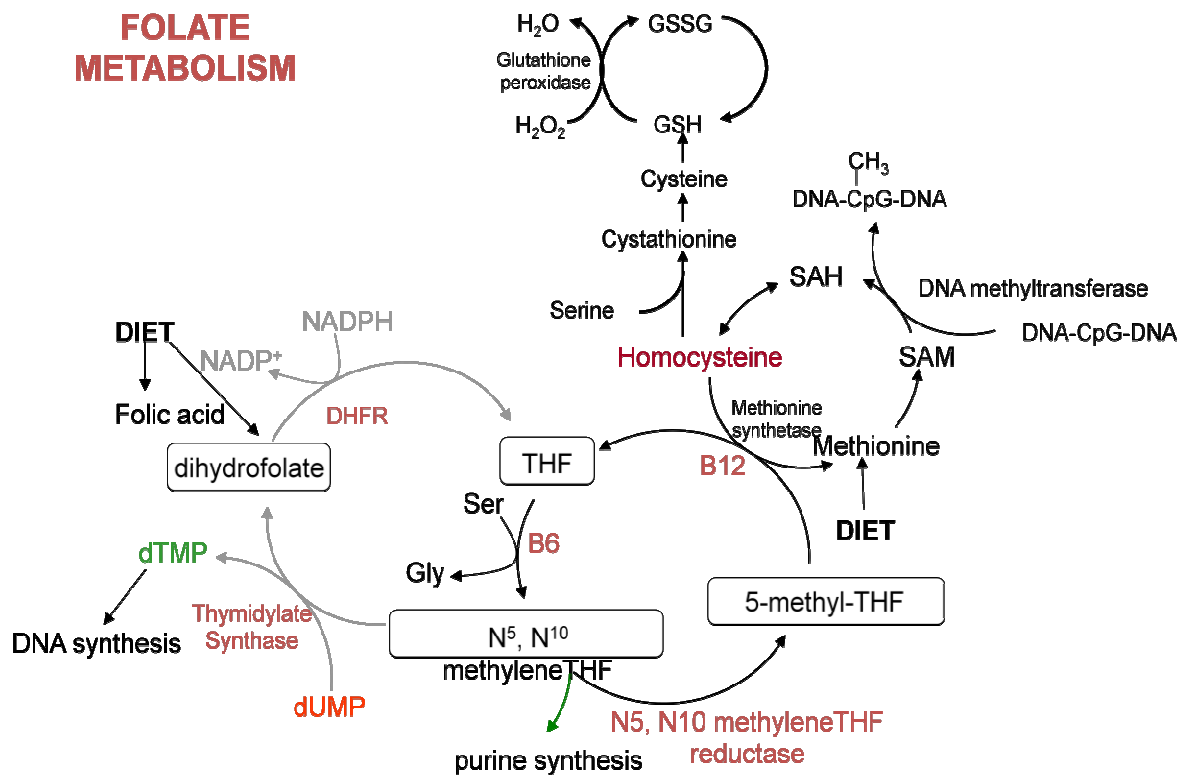 FOLATE
METABOLISM
H₂O
GSSG
Glutathione
peroxidase
H₂O₂
GSH
Cysteine
CH₃
DNA-CpG-DNA
Cystathionine
SAH
DNA methyltransferase
Serine
DNA-CpG-DNA
NADPH
DIET
NADP⁺
Homocysteine
SAM
Folic acid
DHFR
Methionine
synthetase
Methionine
dihydrofolate
THF
B12
Ser
DIET
B6
dTMP
Gly
5-methyl-THF
Thymidylate
Synthase
DNA synthesis
N⁵, N¹⁰
methyleneTHF
dUMP
N5, N10 methyleneTHF
reductase
purine synthesis